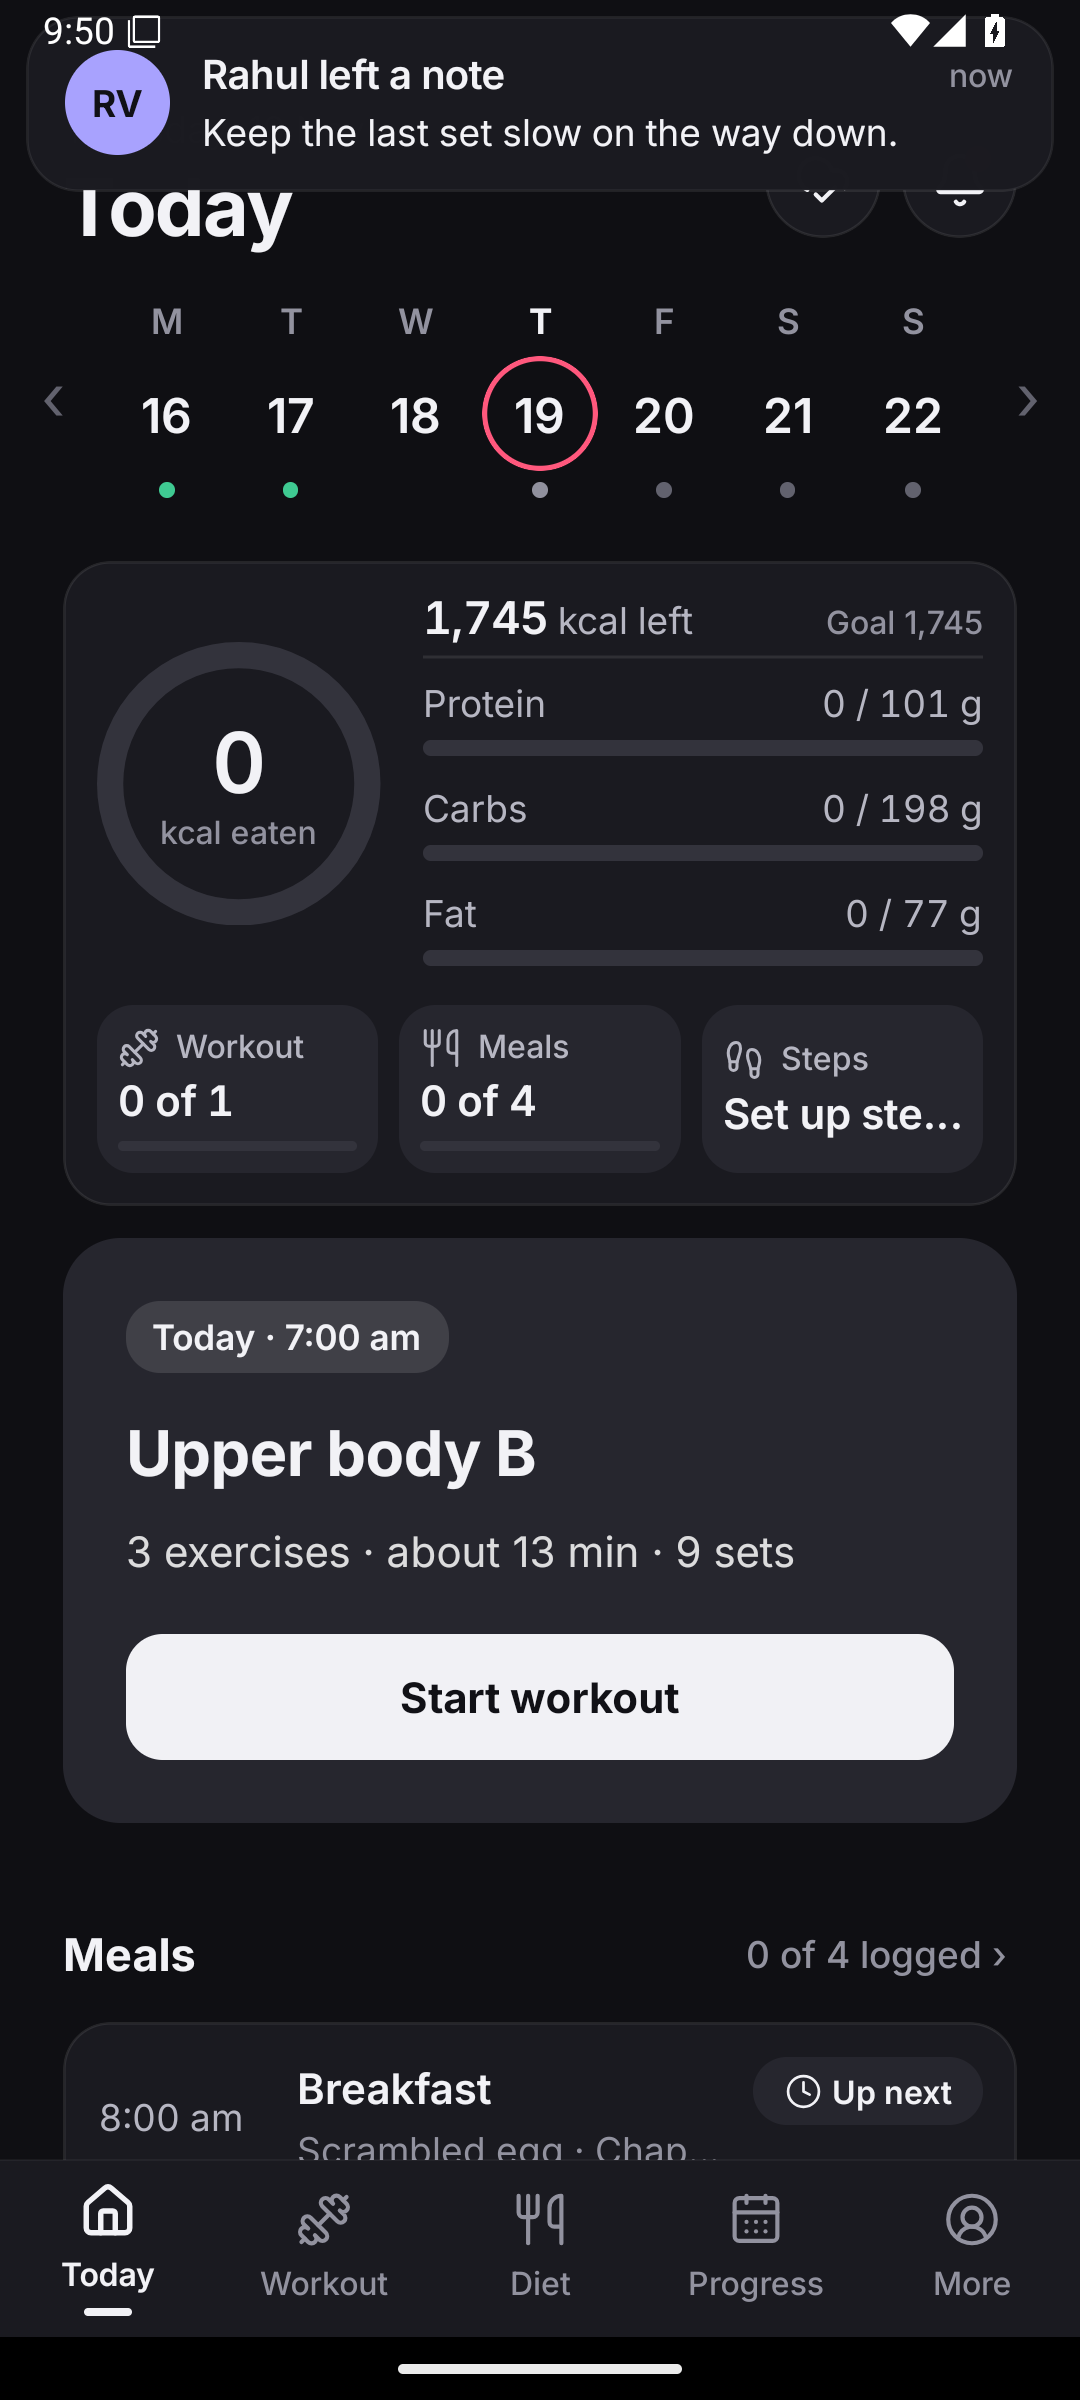 9:50
RV
Rahul left a note
now
Keep the last set slow on the way down.
Today
M T W T F S S
‹ 16 17 18 19 20 21 22 ›
1,745 kcal left
Goal 1,745
0
kcal eaten
Protein 0 / 101 g
Carbs 0 / 198 g
Fat 0 / 77 g
Workout
0 of 1
Meals
0 of 4
Steps
Set up ste...
Today · 7:00 am
Upper body B
3 exercises · about 13 min · 9 sets
Start workout
Meals
0 of 4 logged ›
8:00 am
Breakfast
Up next
Scrambled egg · Chap...
Today
Workout
Diet
Progress
More